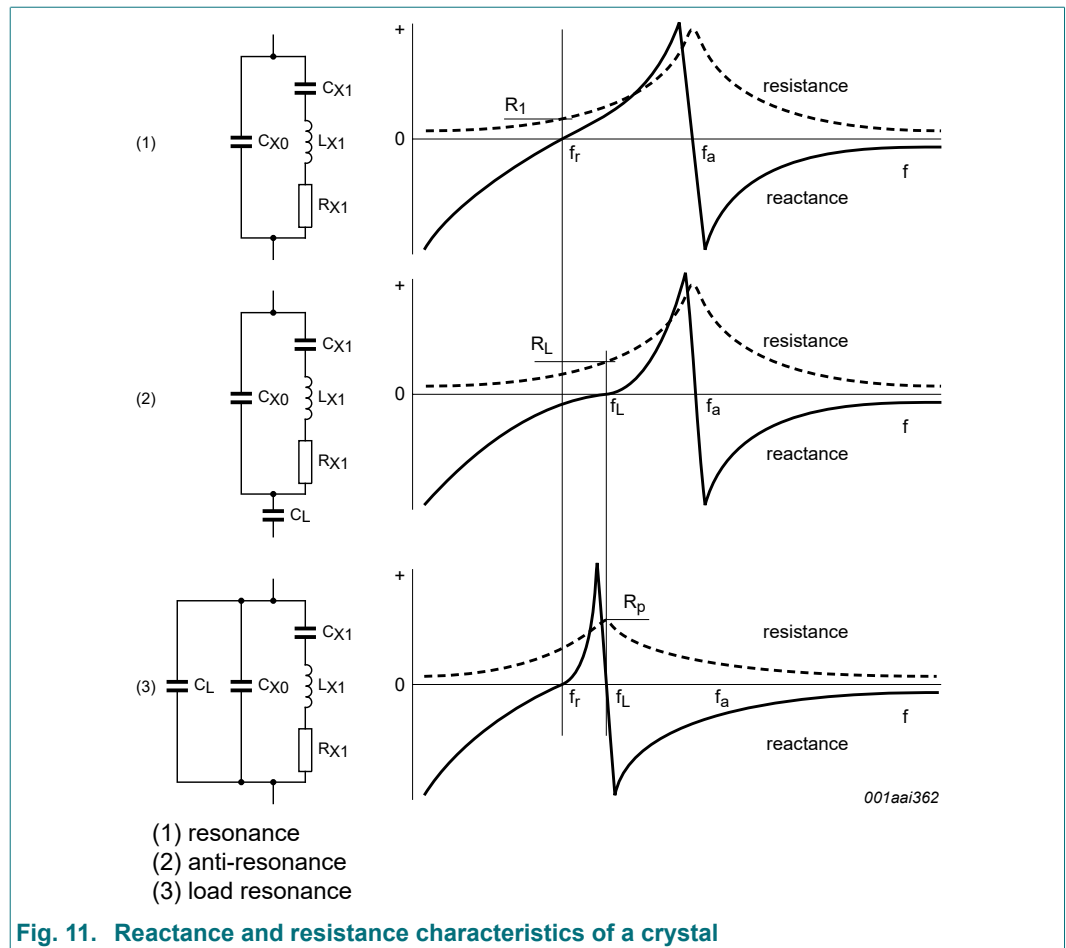 +
CX1
resistance
R1
(1)
CX0
LX1
0
fr
fa
f
RX1
reactance
+
CX1
resistance
RL
(2)
CX0
LX1
0
fL
fa
f
RX1
reactance
CL
+
CX1
Rp
resistance
(3)
CL
CX0
LX1
0
fr
fL
fa
f
RX1
reactance
001aai362
(1) resonance
(2) anti-resonance
(3) load resonance
Fig. 11. Reactance and resistance characteristics of a crystal